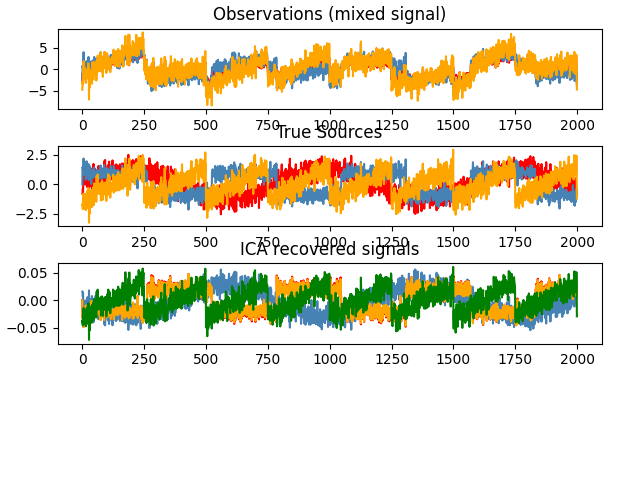 Observations (mixed signal)
5
0
−5
0 250 500 750 1000 1250 1500 1750 2000
True Sources
2.5
0.0
−2.5
0 250 500 750 1000 1250 1500 1750 2000
ICA recovered signals
0.05
0.00
−0.05
0 250 500 750 1000 1250 1500 1750 2000